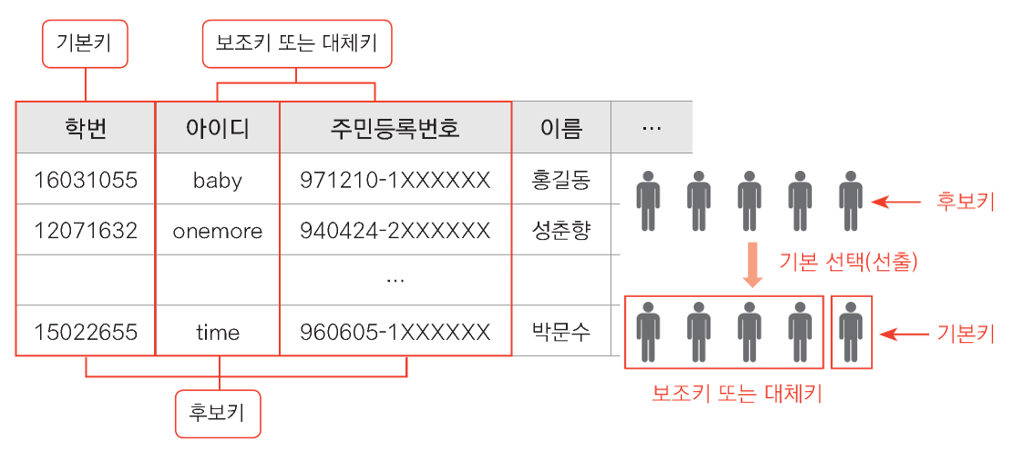 기본키
보조키 또는 대체키
학번 아이디 주민등록번호 이름 …
16031055 baby 971210-1XXXXXX 홍길동
12071632 onemore 940424-2XXXXXX 성춘향
…
15022655 time 960605-1XXXXXX 박문수
후보키
후보키
기본 선택(선출)
기본키
보조키 또는 대체키